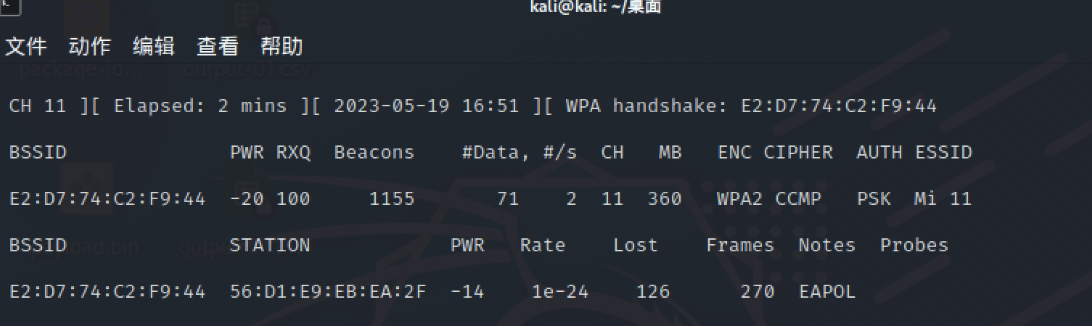 kali@kali: ~/桌面
文件 动作 编辑 查看 帮助
CH 11 ][ Elapsed: 2 mins ][ 2023-05-19 16:51 ][ WPA handshake: E2:D7:74:C2:F9:44
BSSID PWR RXQ Beacons #Data, #/s CH MB ENC CIPHER AUTH ESSID
E2:D7:74:C2:F9:44 -20 100 1155 71 2 11 360 WPA2 CCMP PSK Mi 11
BSSID STATION PWR Rate Lost Frames Notes Probes
E2:D7:74:C2:F9:44 56:D1:E9:EB:EA:2F -14 1e-24 126 270 EAPOL